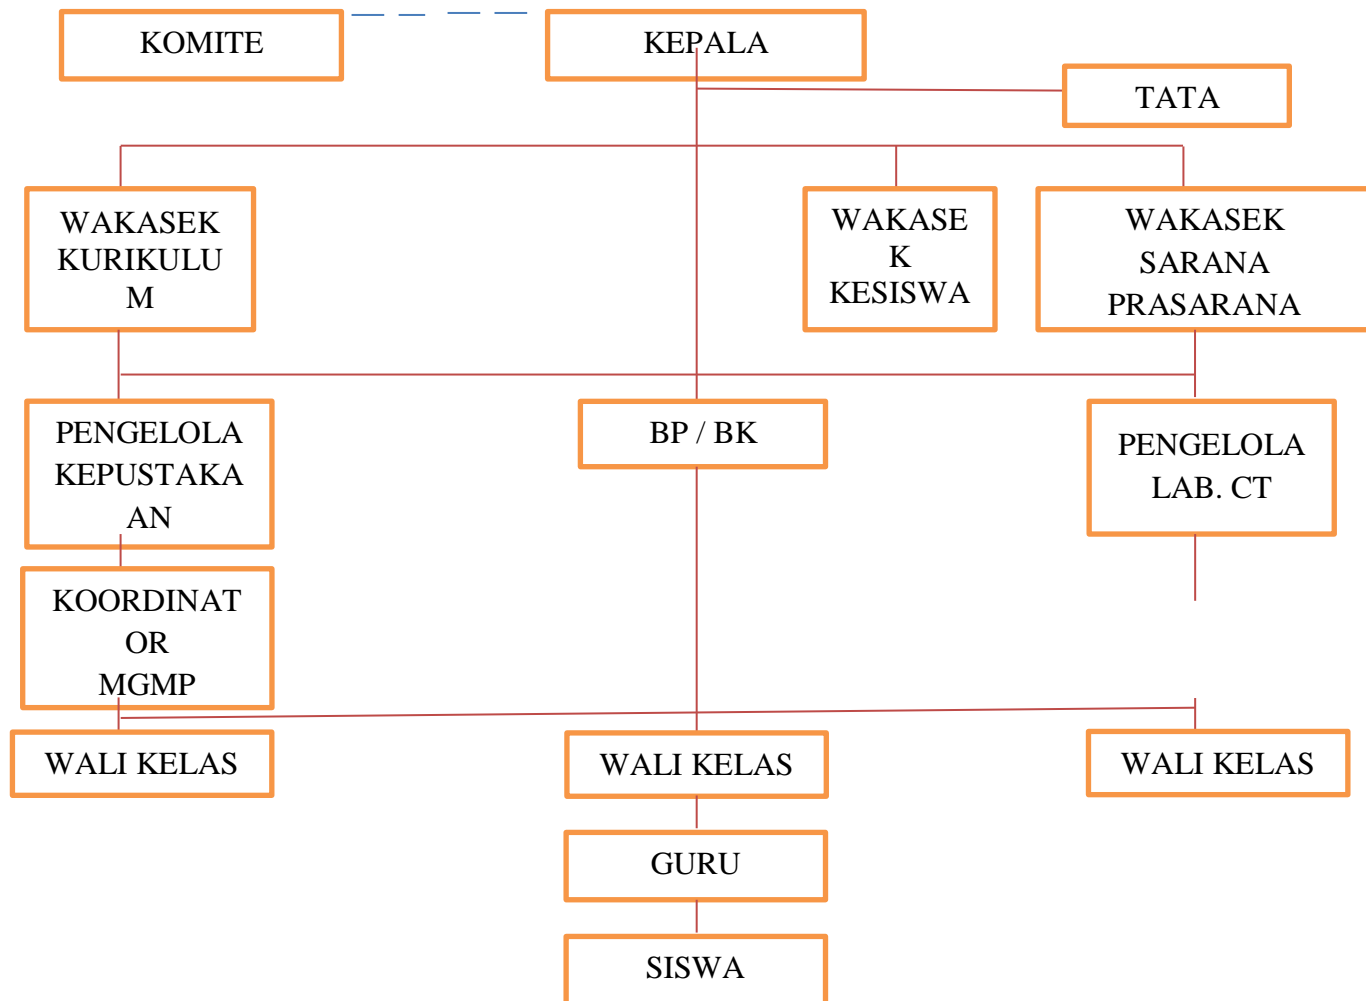 KOMITE
KEPALA
TATA
WAKASEK
KURIKULU
M
WAKASE
K
KESISWA
WAKASEK
SARANA
PRASARANA
PENGELOLA
KEPUSTAKA
AN
BP / BK
PENGELOLA
LAB. CT
KOORDINAT
OR
MGMP
WALI KELAS
WALI KELAS
WALI KELAS
GURU
SISWA